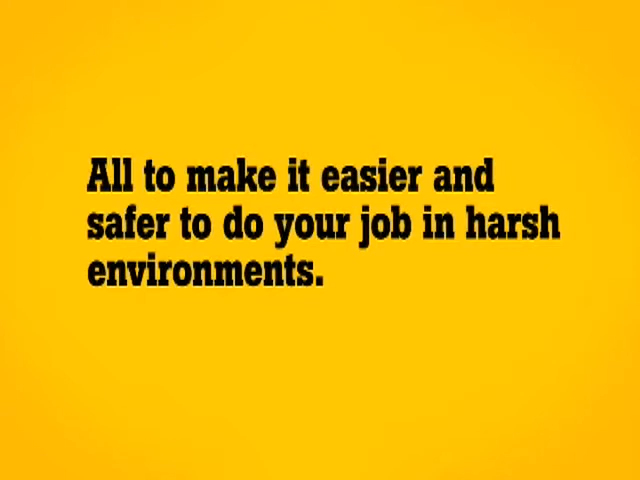 All to make it easier and
safer to do your job in harsh
environments.